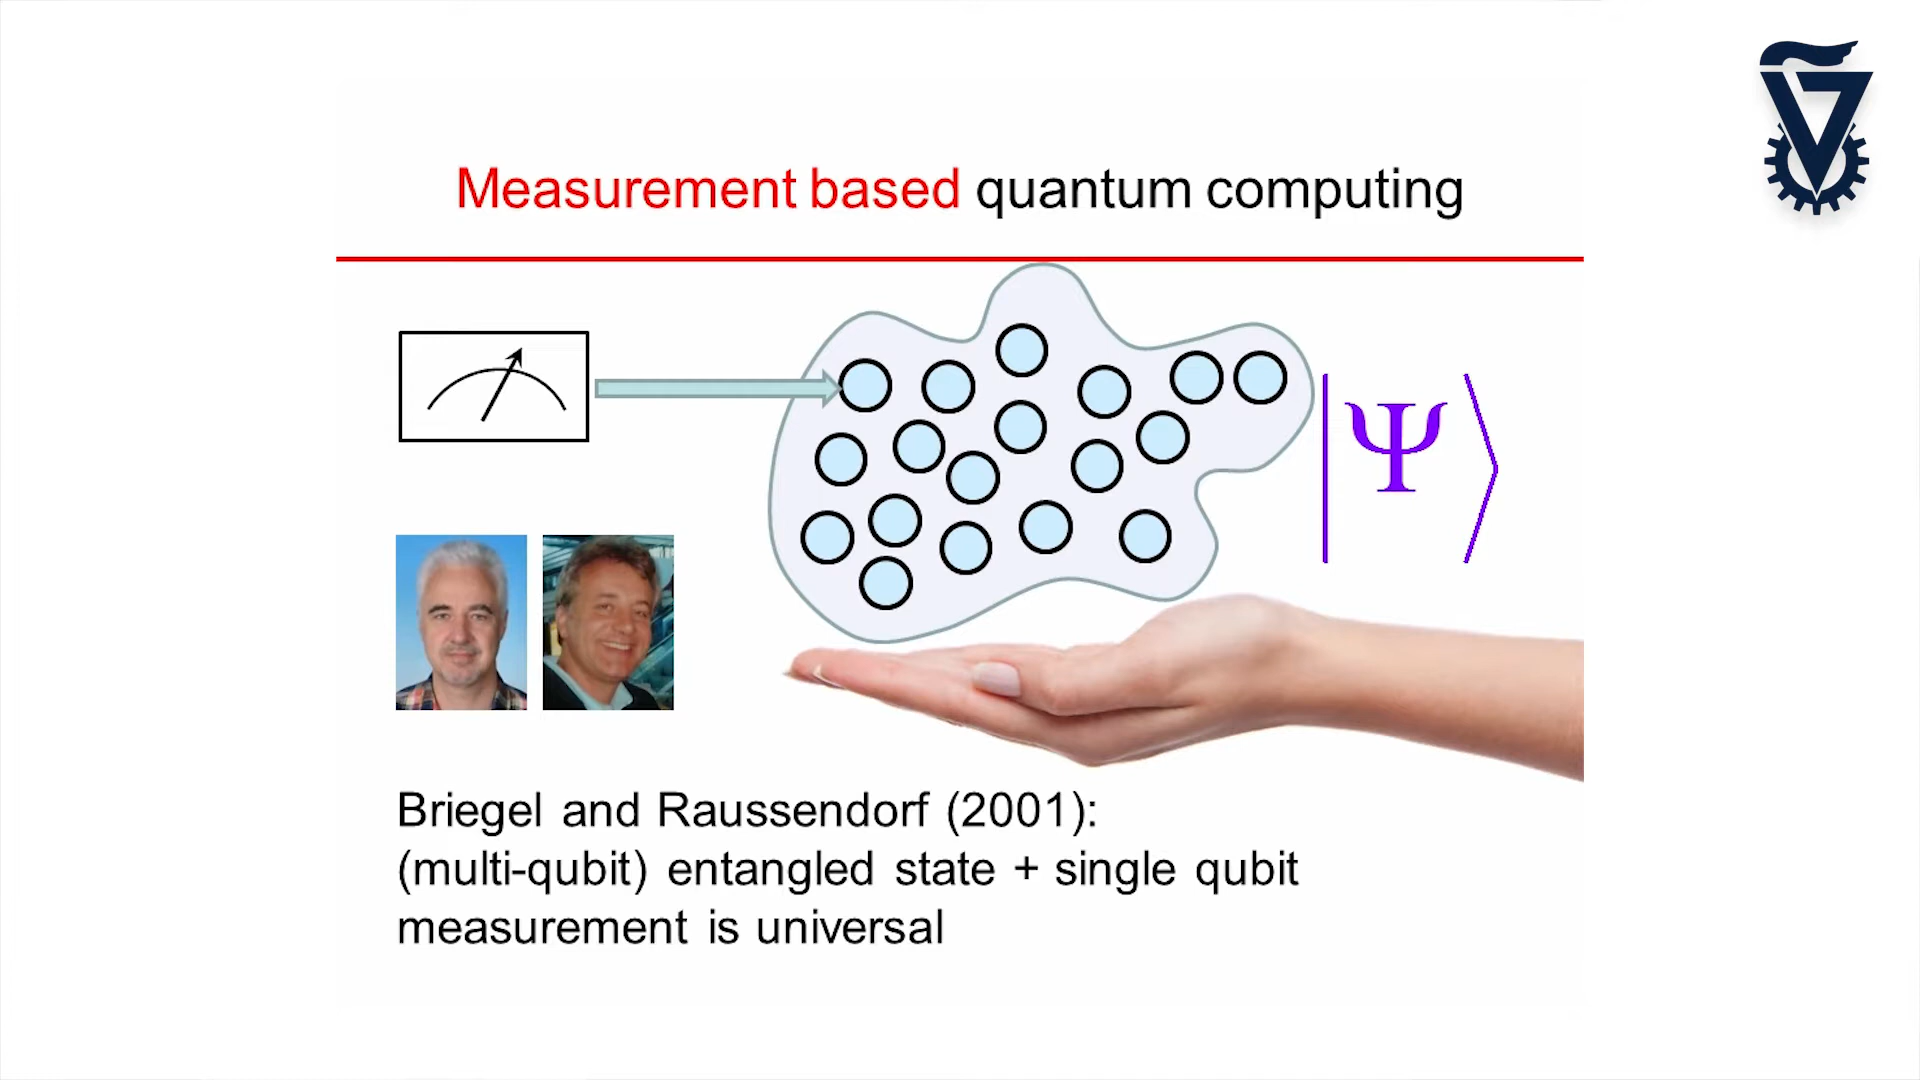 Measurement based quantum computing
|Ψ⟩
Briegel and Raussendorf (2001):
(multi-qubit) entangled state + single qubit
measurement is universal